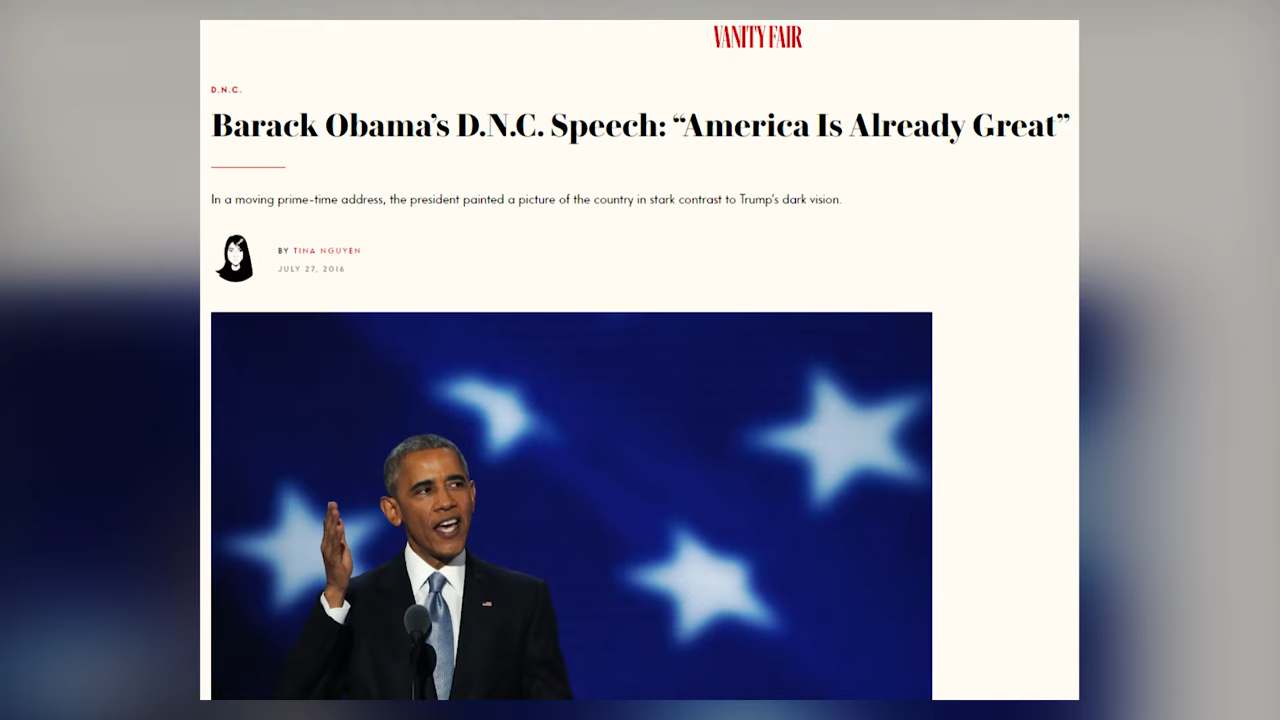 VANITY FAIR
D.N.C.
Barack Obama’s D.N.C. Speech: “America Is Already Great”
In a moving prime-time address, the president painted a picture of the country in stark contrast to Trump’s dark vision.
BY TINA NGUYEN
JULY 27, 2016